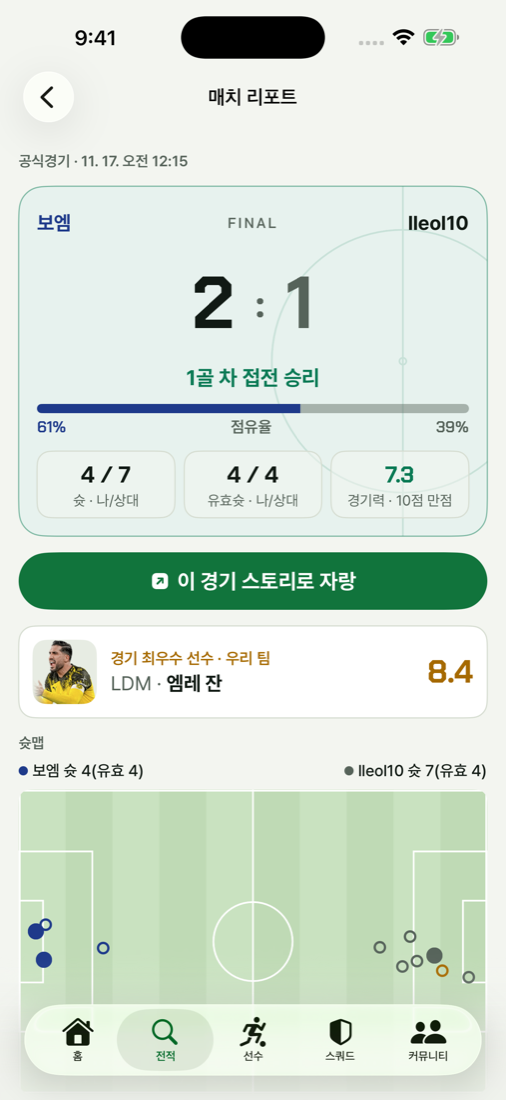 9:41
매치 리포트
공식경기 · 11. 17. 오전 12:15
보엠 FINAL lleol10
2 : 1
1골 차 접전 승리
61% 점유율 39%
4 / 7 4 / 4 7.3
슛 · 나/상대 유효슛 · 나/상대 경기력 · 10점 만점
이 경기 스토리로 자랑
경기 최우수 선수 · 우리 팀
LDM · 엠레 잔 8.4
슛맵
보엠 슛 4(유효 4) lleol10 슛 7(유효 4)
홈 전적 선수 스쿼드 커뮤니티